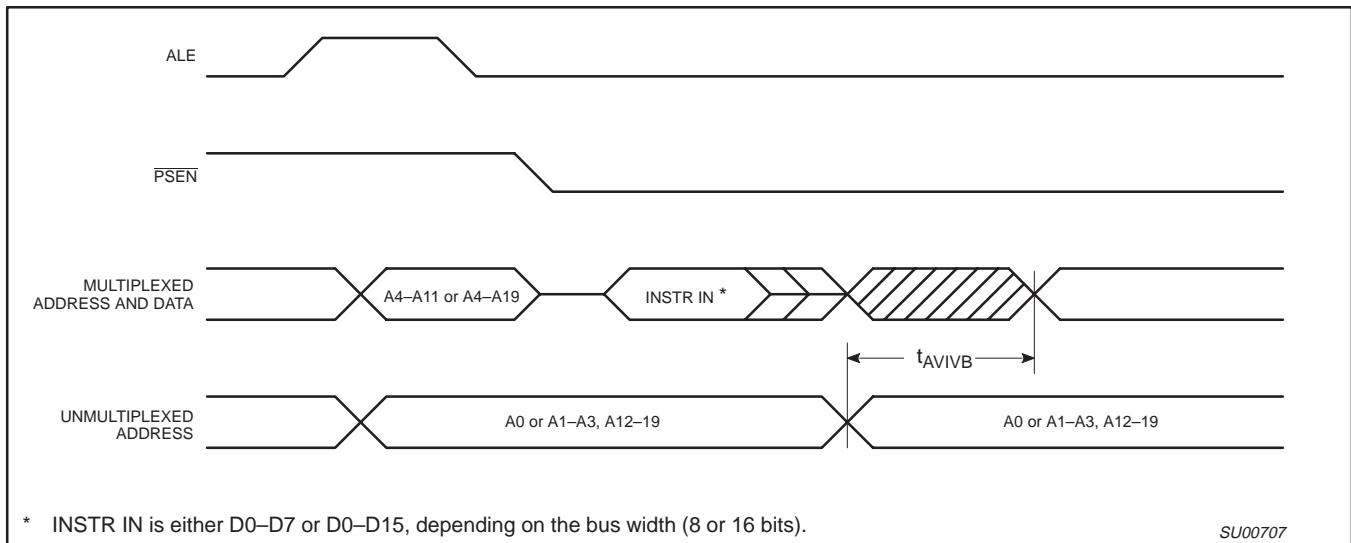 ALE
PSEN
MULTIPLEXED
ADDRESS AND DATA
A4–A11 or A4–A19
INSTR IN *
tAVIVB
UNMULTIPLEXED
ADDRESS
A0 or A1–A3, A12–19
A0 or A1–A3, A12–19
* INSTR IN is either D0–D7 or D0–D15, depending on the bus width (8 or 16 bits).
SU00707